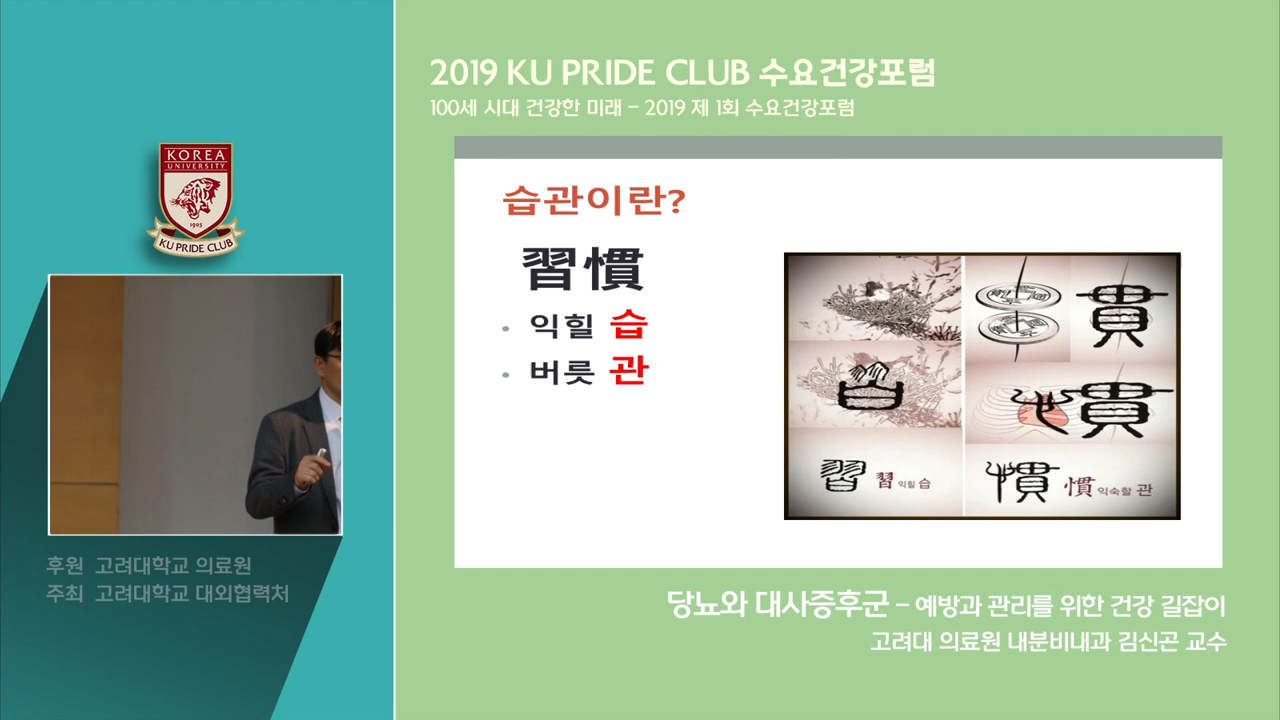 2019 KU PRIDE CLUB 수요건강포럼
100세 시대 건강한 미래 - 2019 제 1회 수요건강포럼
KOREA
UNIVERSITY
1905
KU PRIDE CLUB
습관이란?
習慣
• 익힐 습
• 버릇 관
貫
慣
習 習 익힐 습
慣 慣 익숙할 관
후원 고려대학교 의료원
주최 고려대학교 대외협력처
당뇨와 대사증후군 - 예방과 관리를 위한 건강 길잡이
고려대 의료원 내분비내과 김신곤 교수